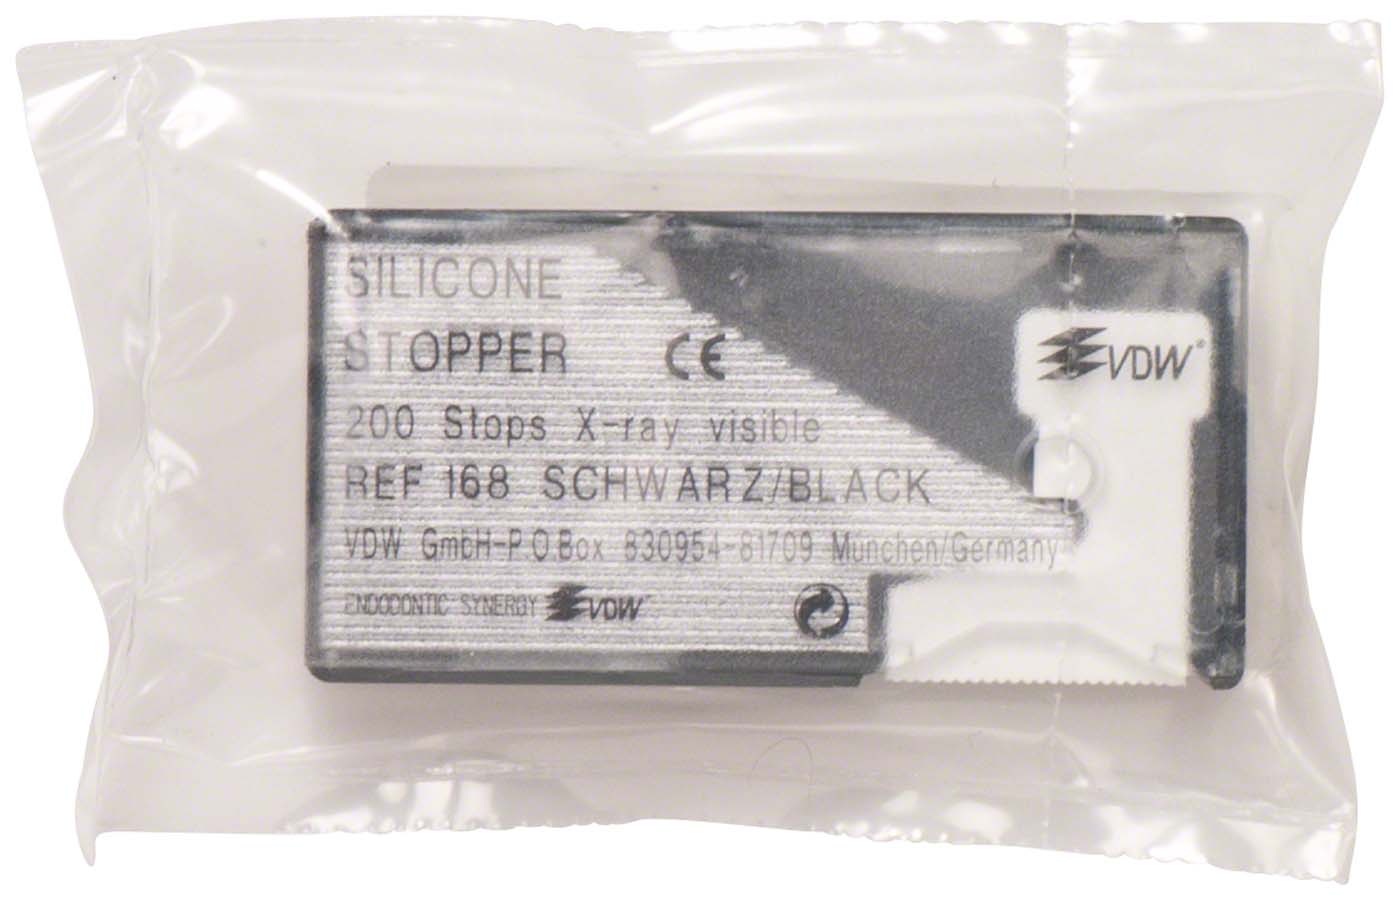 SILICONE
STOPPER CE
200 Stops X-ray visible
REF 168 SCHWARZ/BLACK
VDW GmbH-P.O.Box 830954-81709 München/Germany
ENDODONTIC SYNERGY VDW
VDW®